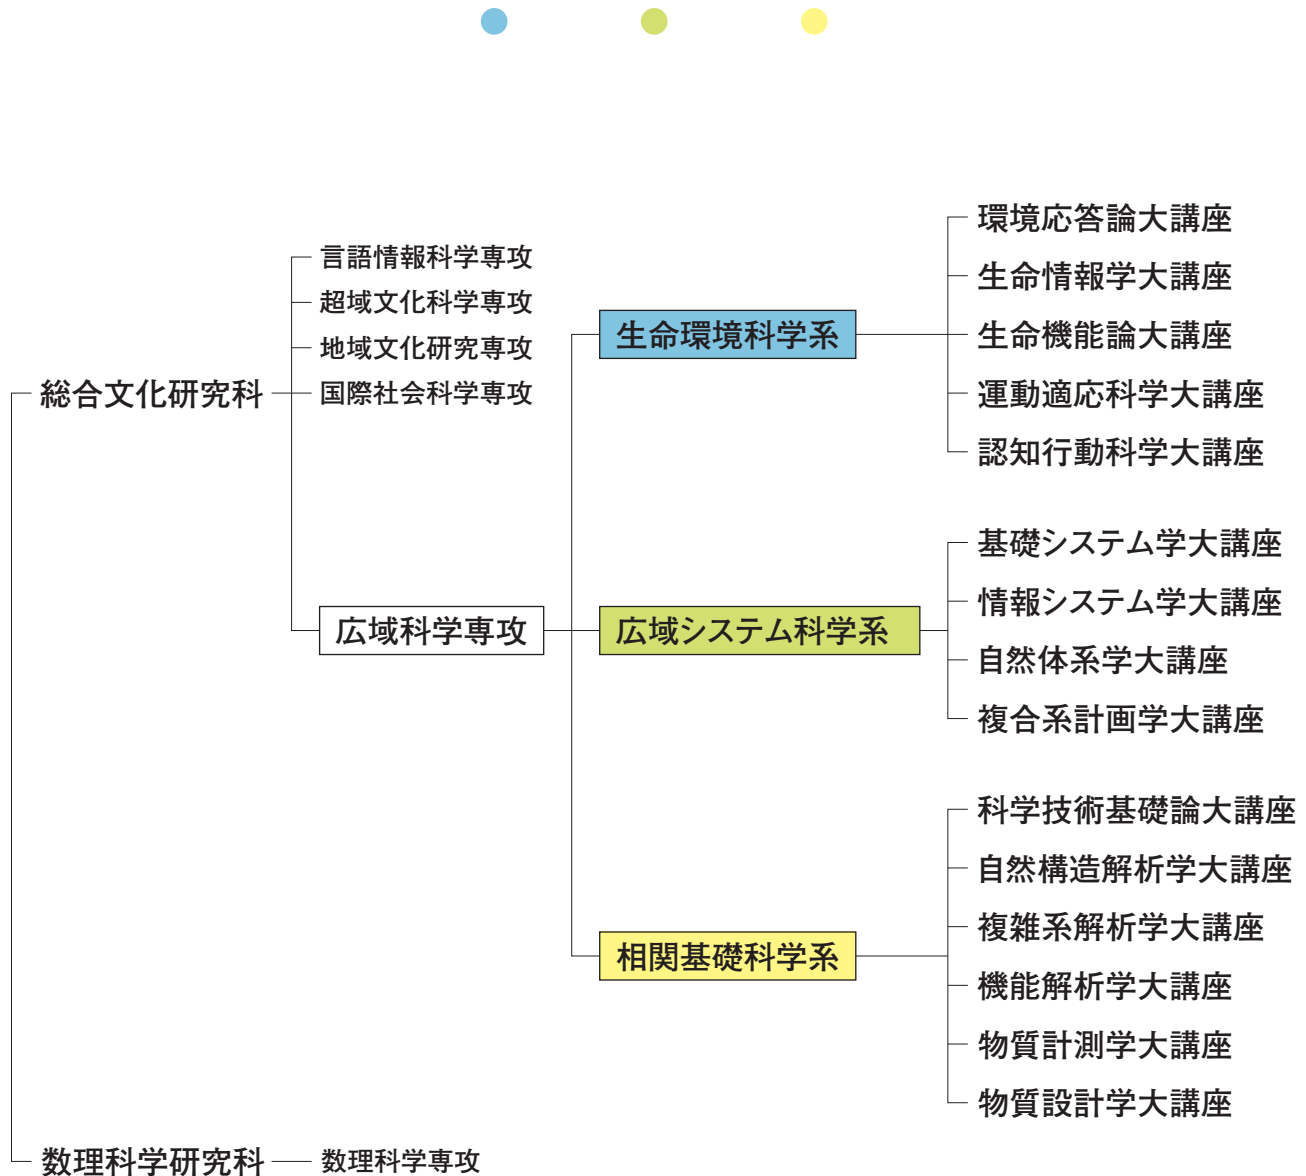 総合文化研究科
言語情報科学専攻
超域文化科学専攻
地域文化研究専攻
国際社会科学専攻
広域科学専攻
生命環境科学系
環境応答論大講座
生命情報学大講座
生命機能論大講座
運動適応科学大講座
認知行動科学大講座
広域システム科学系
基礎システム学大講座
情報システム学大講座
自然体系学大講座
複合系計画学大講座
相関基礎科学系
科学技術基礎論大講座
自然構造解析学大講座
複雑系解析学大講座
機能解析学大講座
物質計測学大講座
物質設計学大講座
数理科学研究科
数理科学専攻